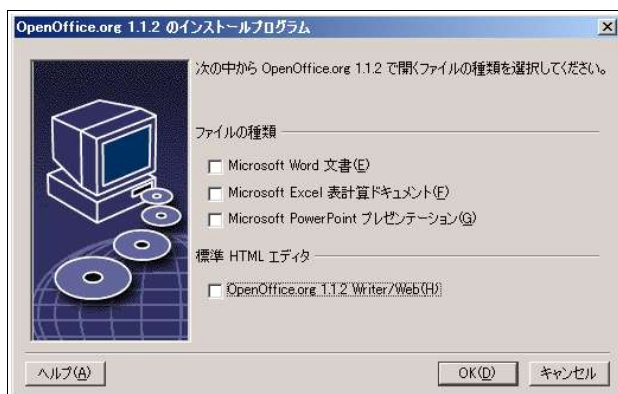 OpenOffice.org 1.1.2 のインストールプログラム
次の中から OpenOffice.org 1.1.2 で開くファイルの種類を選択してください。
ファイルの種類
Microsoft Word 文書(E)
Microsoft Excel 表計算ドキュメント(F)
Microsoft PowerPoint プレゼンテーション(G)
標準 HTML エディタ
OpenOffice.org 1.1.2 Writer/Web(H)
ヘルプ(A) OK(D) キャンセル